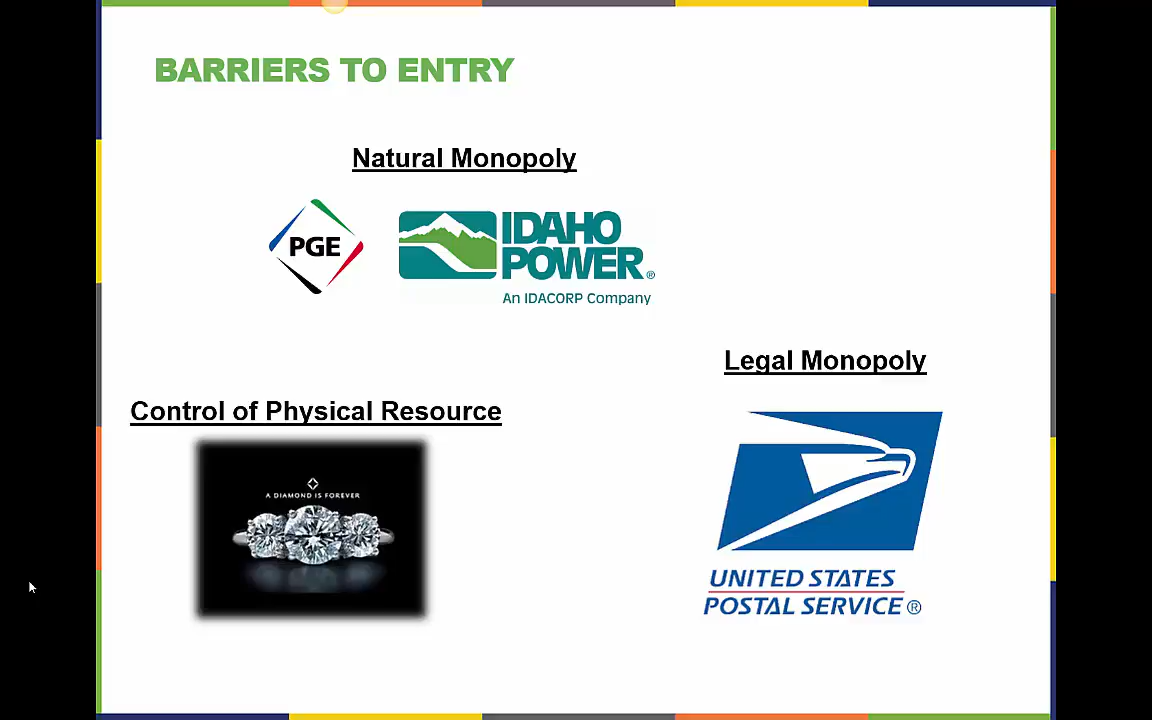 BARRIERS TO ENTRY
Natural Monopoly
PGE
IDAHO
POWER®
An IDACORP Company
Legal Monopoly
Control of Physical Resource
A DIAMOND IS FOREVER
UNITED STATES
POSTAL SERVICE®